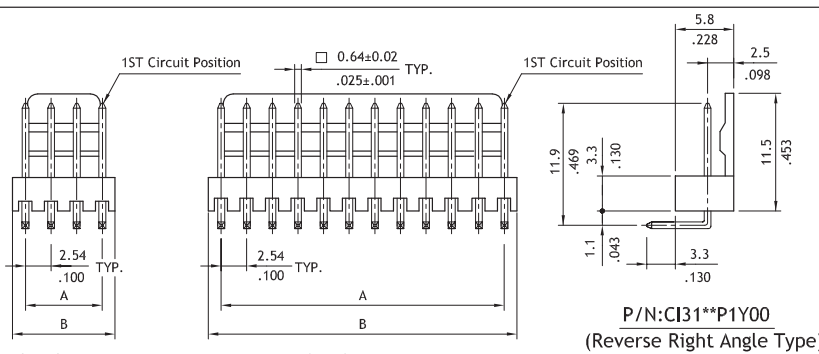 1ST Circuit Position
□ 0.64±0.02
.025±.001
TYP.
1ST Circuit Position
5.8
.228
2.5
.098
11.9
.469
3.3
.130
11.5
.453
1.1
.043
3.3
.130
2.54
.100
TYP.
A
B
2.54
.100
TYP.
A
B
P/N:CI31**P1Y00
(Reverse Right Angle Type)